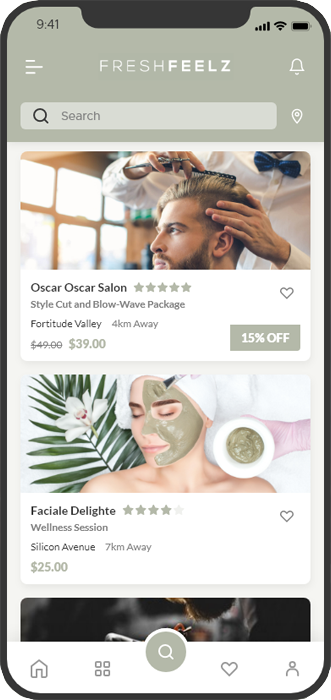 9:41
FRESHFEELZ
Search
Oscar Oscar Salon
Style Cut and Blow-Wave Package
Fortitude Valley 4km Away
$49.00 $39.00
15% OFF
Faciale Delighte
Wellness Session
Silicon Avenue 7km Away
$25.00